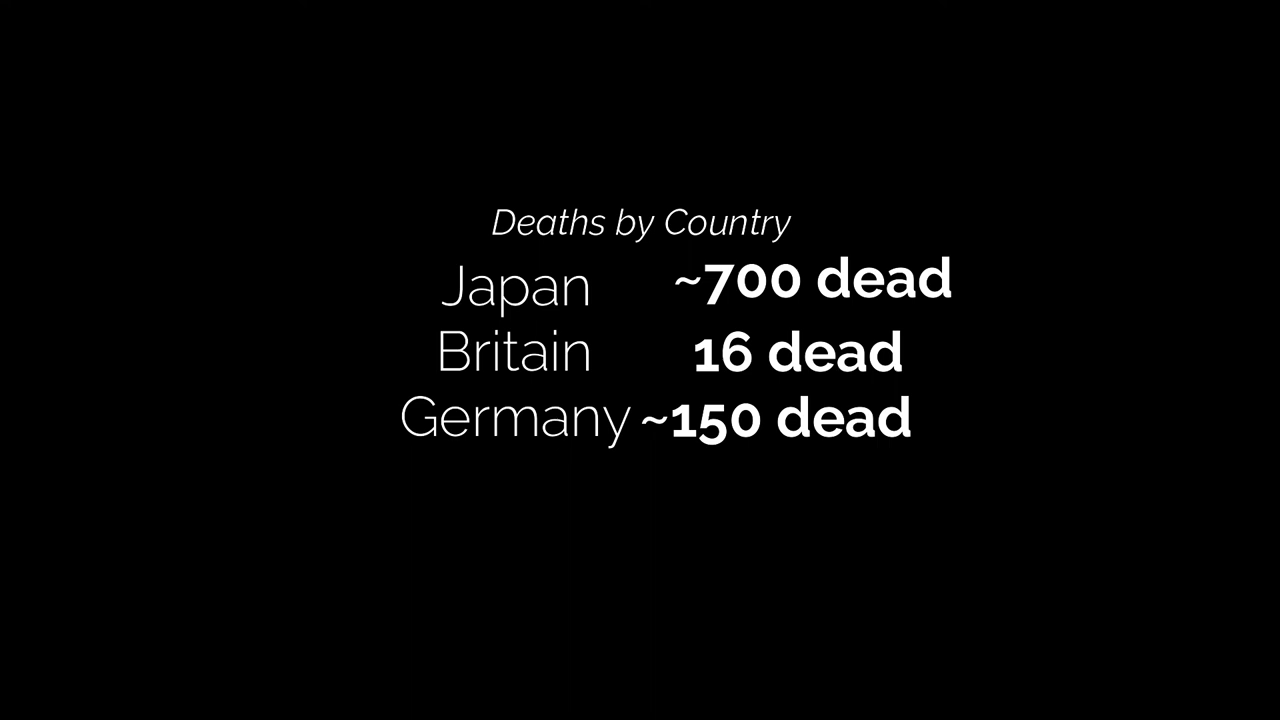 Deaths by Country
Japan ~700 dead
Britain 16 dead
Germany ~150 dead